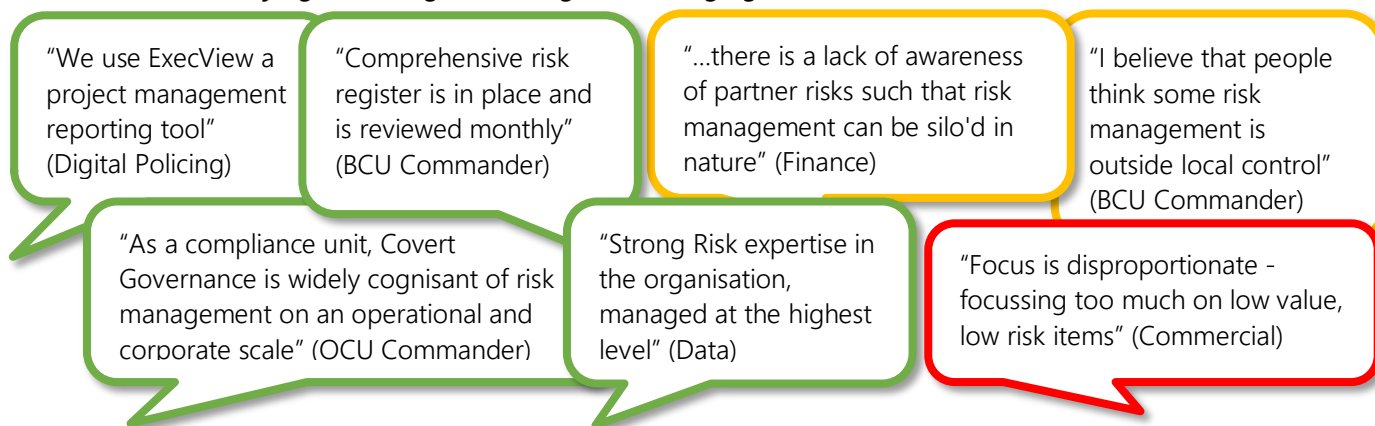 “We use ExecView a
project management
reporting tool”
(Digital Policing)
“Comprehensive risk
register is in place and
is reviewed monthly”
(BCU Commander)
“...there is a lack of awareness
of partner risks such that risk
management can be silo'd in
nature” (Finance)
“I believe that people
think some risk
management is
outside local control”
(BCU Commander)
“As a compliance unit, Covert
Governance is widely cognisant of risk
management on an operational and
corporate scale” (OCU Commander)
“Strong Risk expertise in
the organisation,
managed at the highest
level” (Data)
“Focus is disproportionate -
focussing too much on low value,
low risk items” (Commercial)